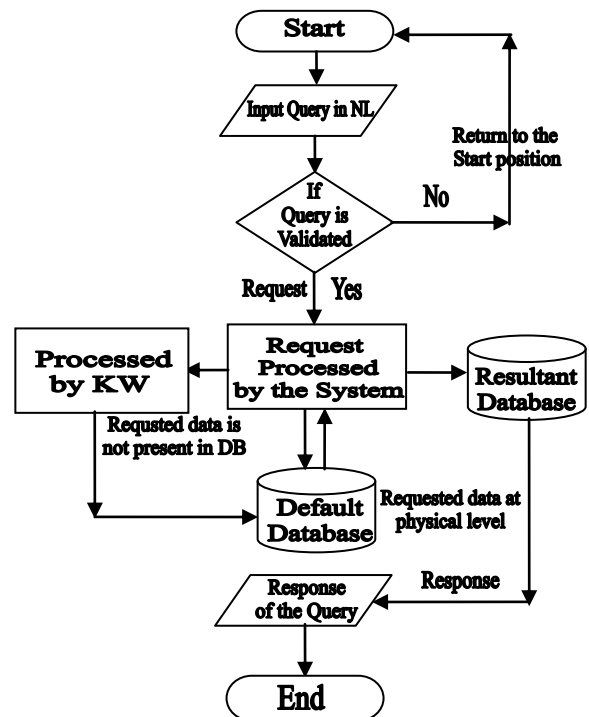 Start
Input Query in NL
Return to the
Start position
If
Query is
Validated
No
Request
Yes
Processed
by KW
Request
Processed
by the System
Resultant
Database
Requsted data is
not present in DB
Default
Database
Requested data at
physical level
Response
of the Query
Response
End